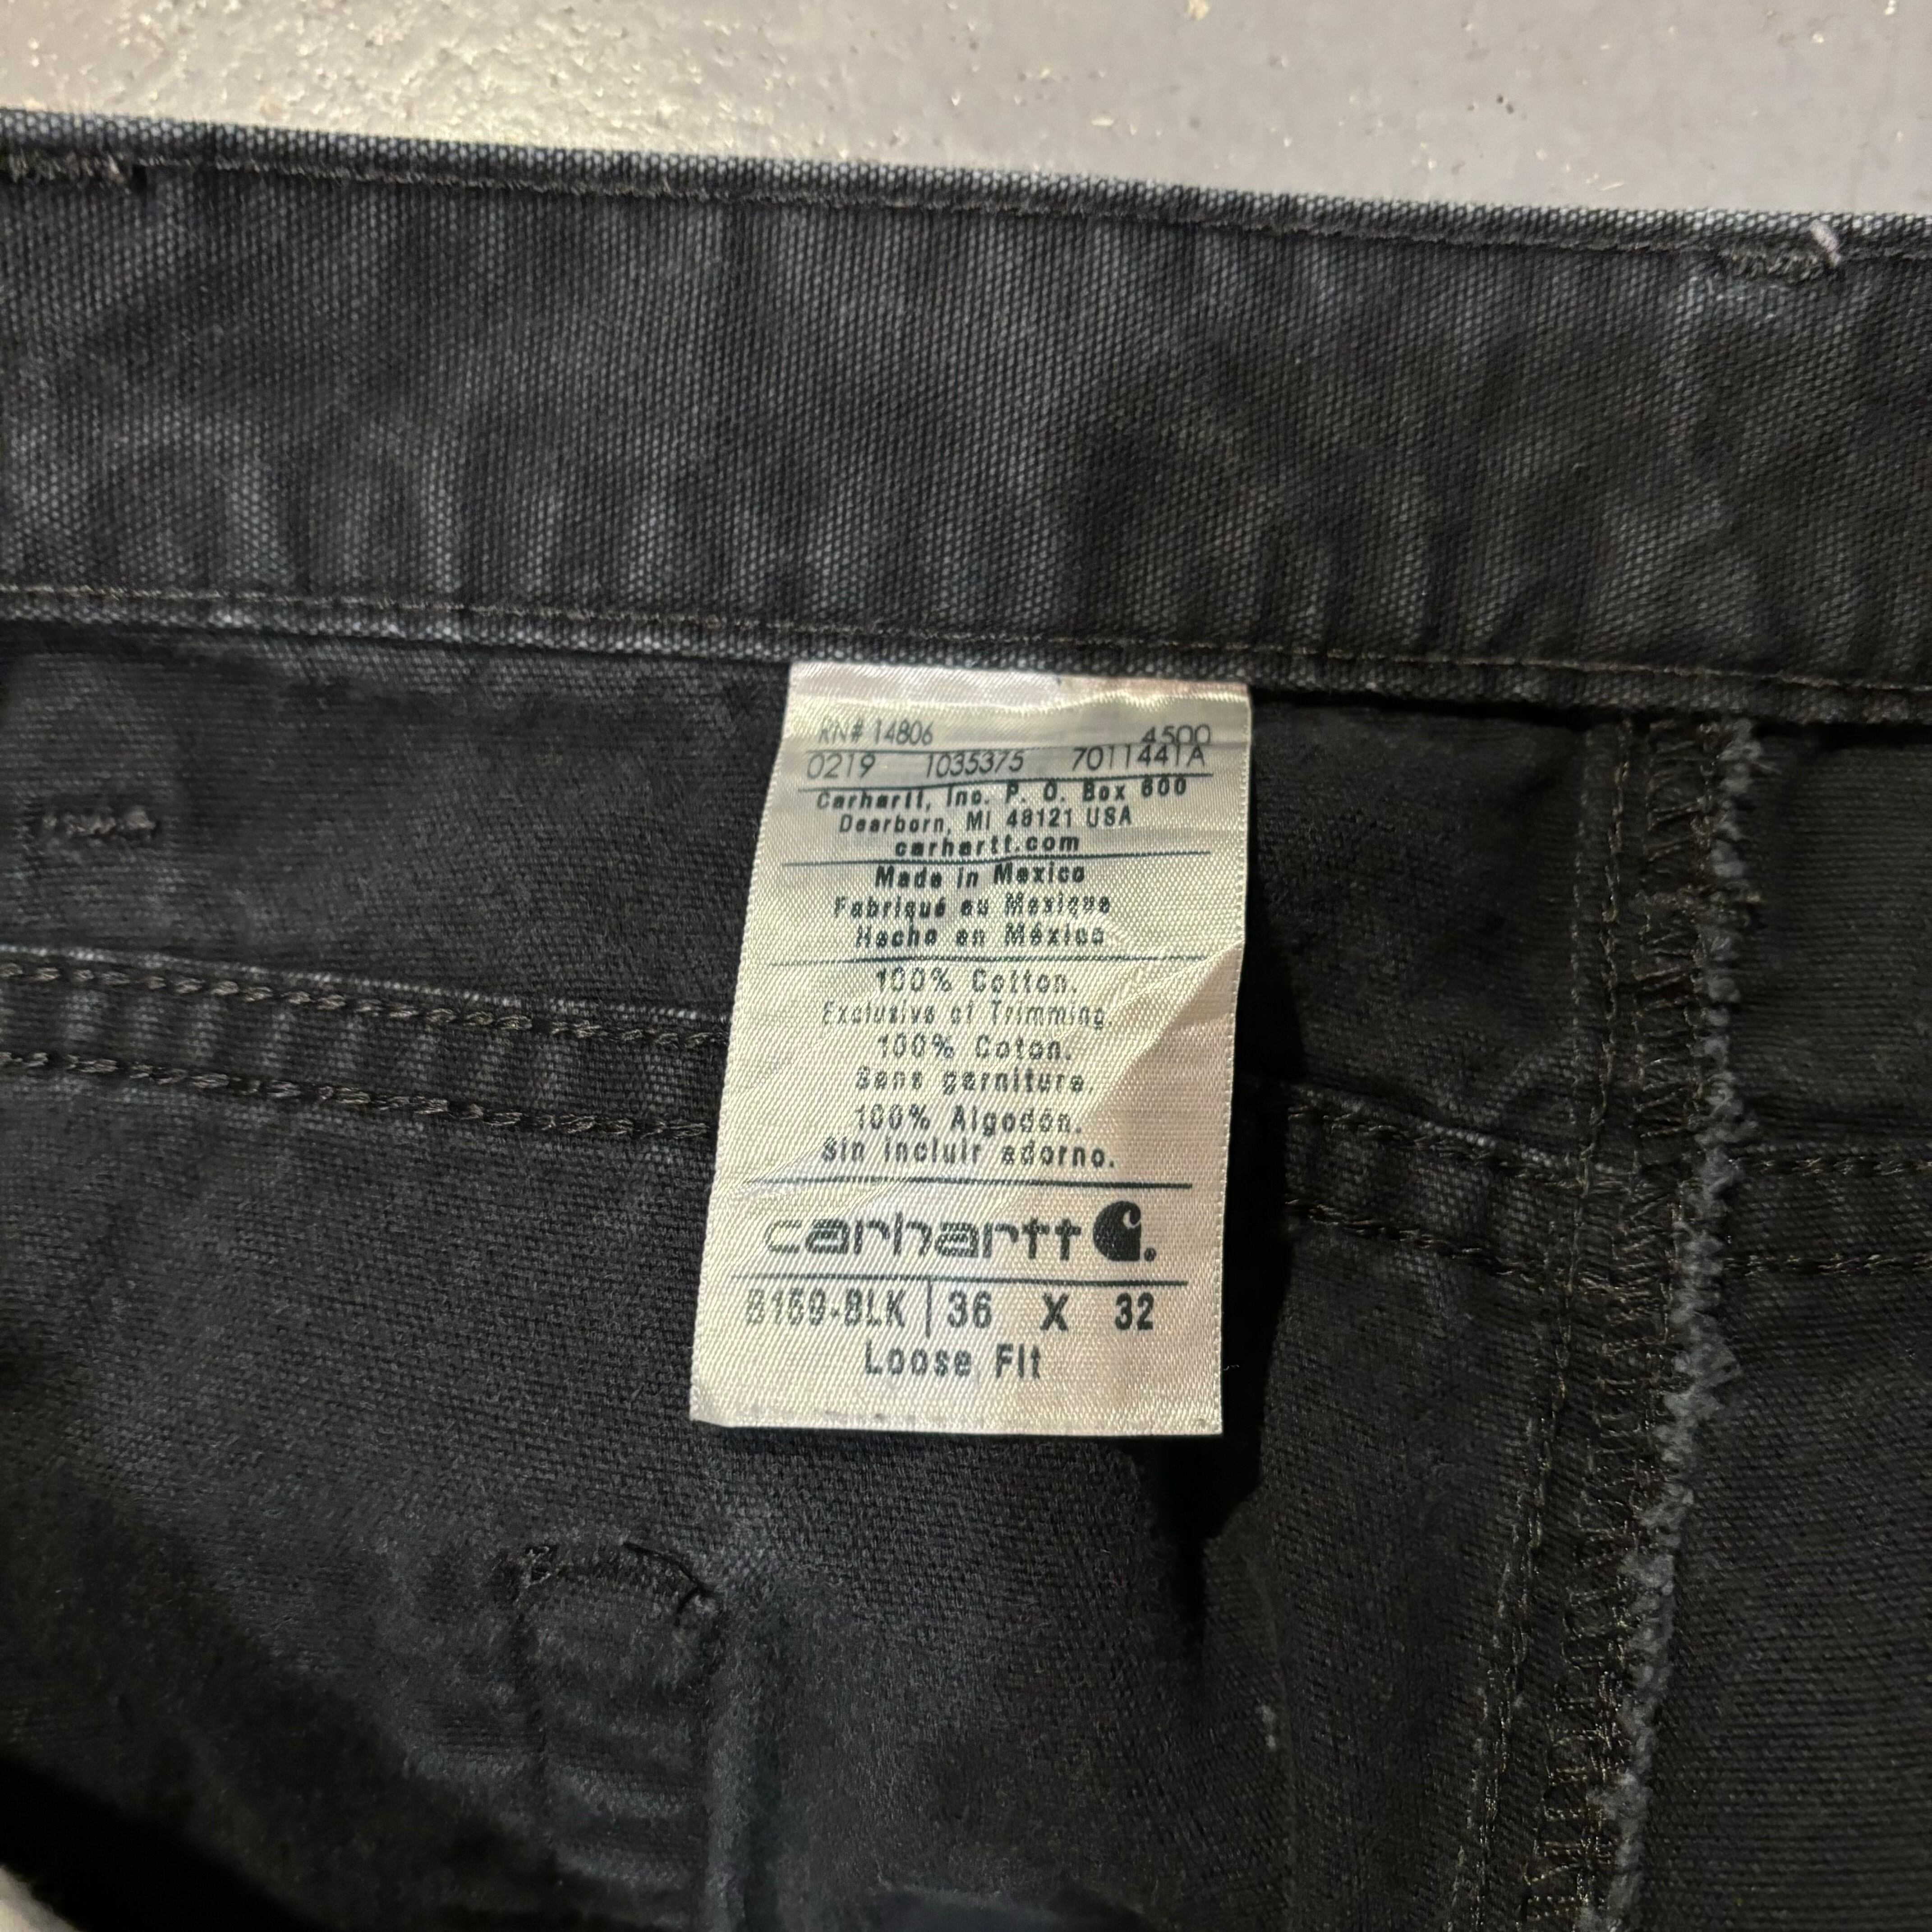 RN# 14806 4500
0219 1035375 7011441A
Carhartt, Inc. P. O. Box 600
Dearborn, MI 48121 USA
carhartt.com
Made in Mexico
Fabriqué au Mexique
Hecho en México
100% Cotton.
Exclusive of Trimming.
100% Coton.
Sans garniture.
100% Algodón.
Sin incluir adorno.
carhartt
B159-BLK | 36 X 32
Loose Fit